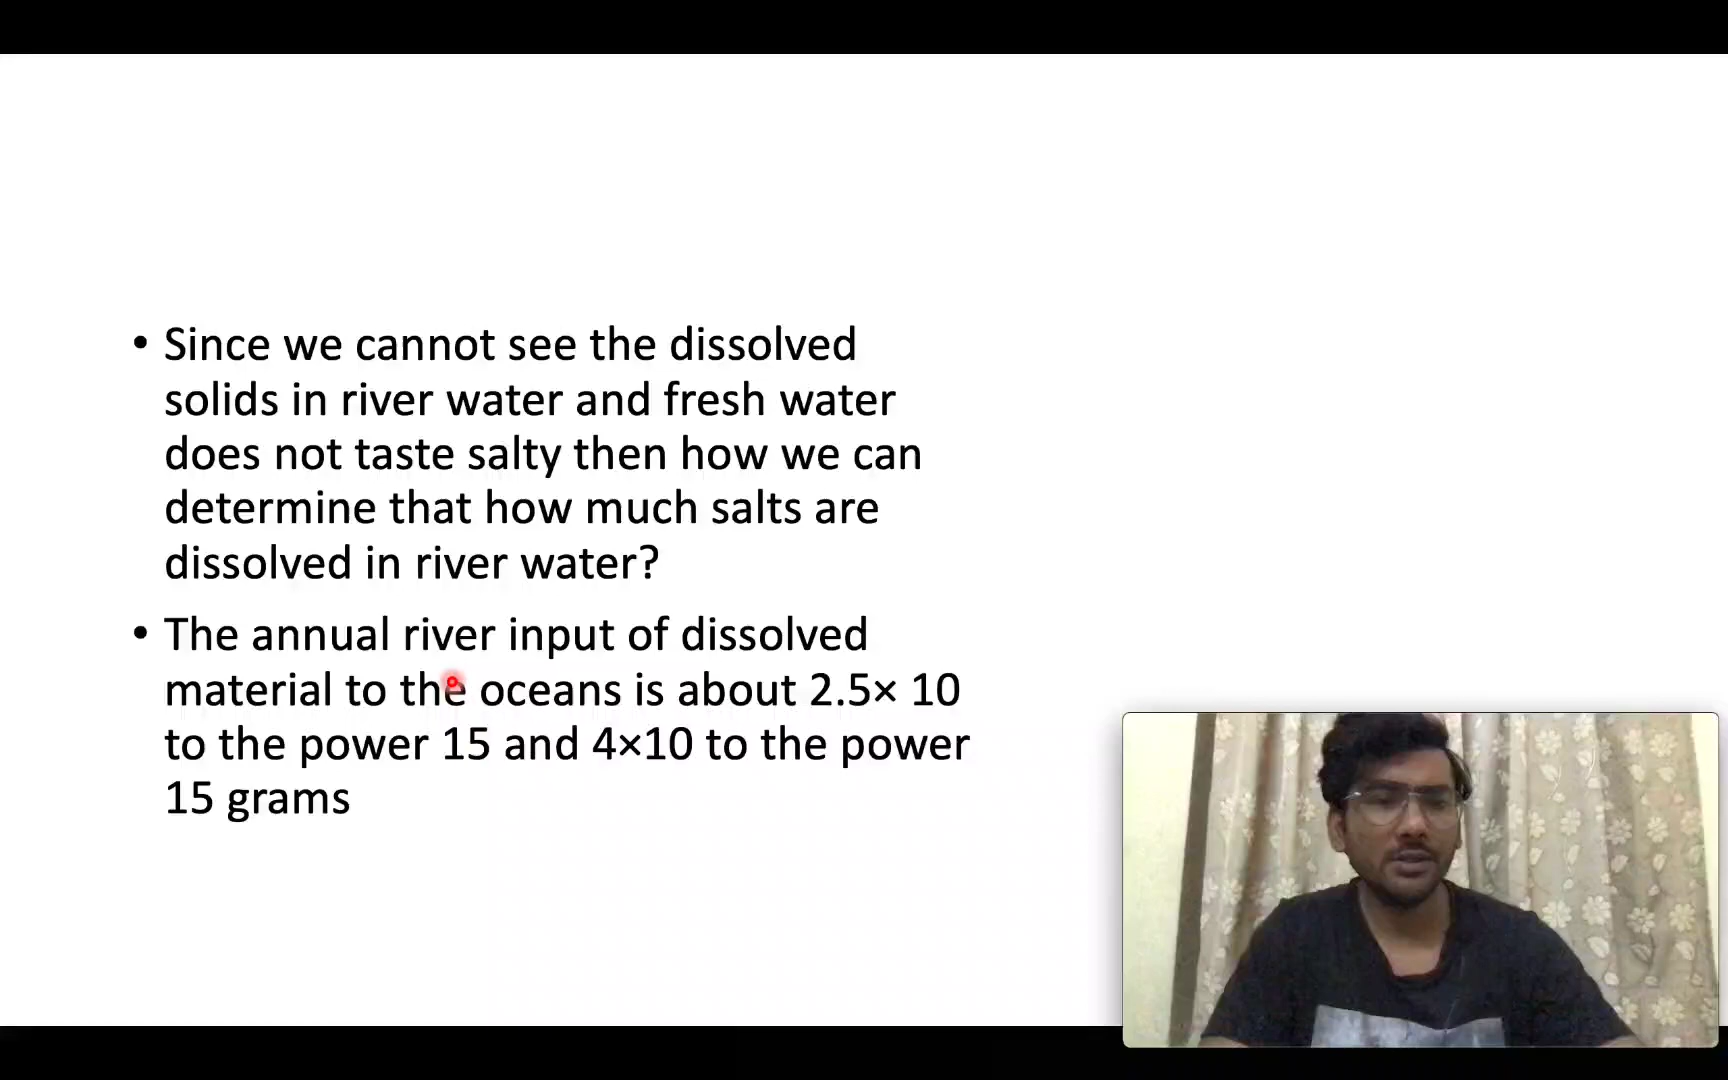 • Since we cannot see the dissolved
solids in river water and fresh water
does not taste salty then how we can
determine that how much salts are
dissolved in river water?
• The annual river input of dissolved
material to the oceans is about 2.5× 10
to the power 15 and 4×10 to the power
15 grams